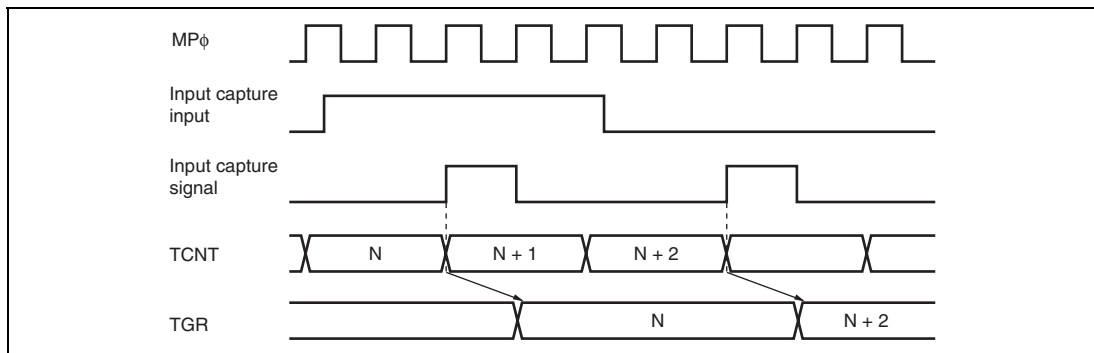 MPφ
Input capture
input
Input capture
signal
TCNT N N + 1 N + 2
TGR N N + 2